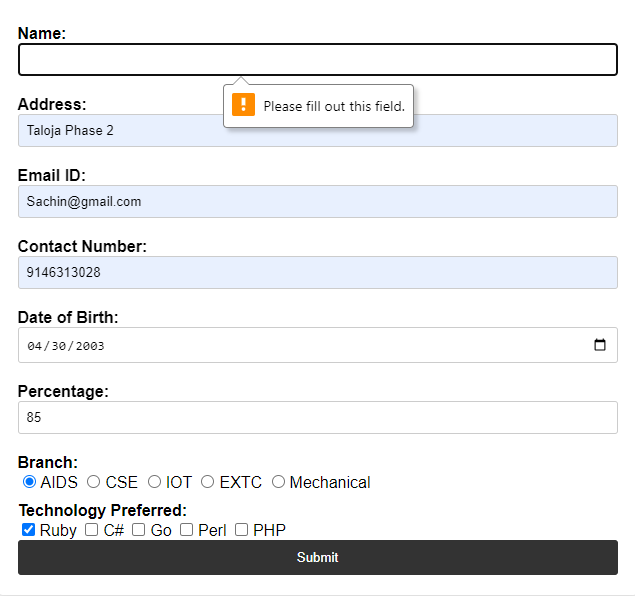 Name:
Please fill out this field.
Address:
Taloja Phase 2
Email ID:
Sachin@gmail.com
Contact Number:
9146313028
Date of Birth:
04/30/2003
Percentage:
85
Branch:
AIDS CSE IOT EXTC Mechanical
Technology Preferred:
Ruby C# Go Perl PHP
Submit